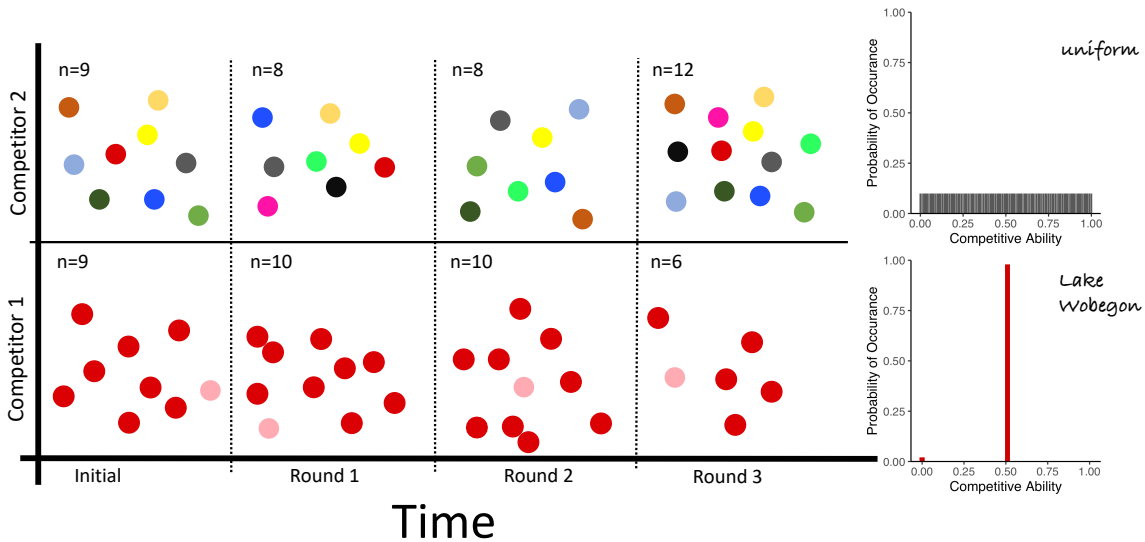 Competitor 2
n=9
n=8
n=8
n=12
Competitor 1
n=9
n=10
n=10
n=6
Initial
Round 1
Round 2
Round 3
Time
Probability of Occurance
1.00
0.75
0.50
0.25
0.00
0.00 0.25 0.50 0.75 1.00
Competitive Ability
uniform
Probability of Occurance
1.00
0.75
0.50
0.25
0.00
0.00 0.25 0.50 0.75 1.00
Competitive Ability
Lake
Wobegon